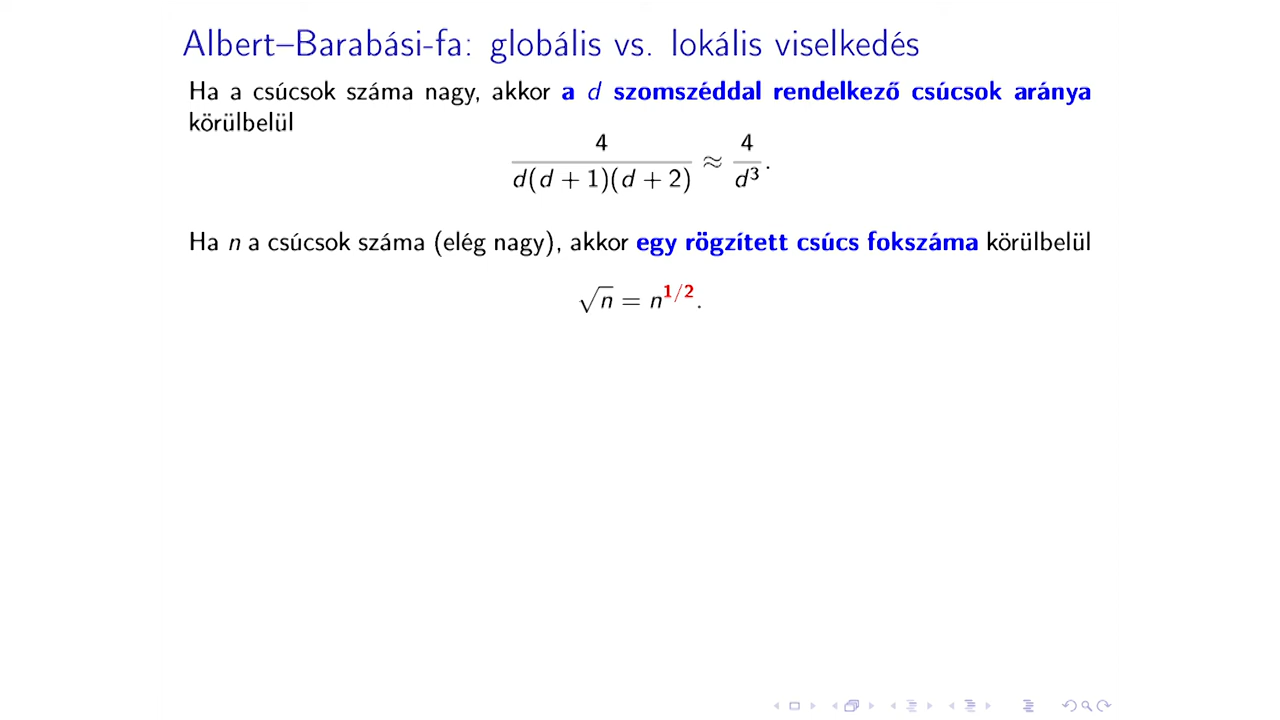 Albert–Barabási-fa: globális vs. lokális viselkedés
Ha a csúcsok száma nagy, akkor a d szomszéddal rendelkező csúcsok aránya
körülbelül
4 / d(d + 1)(d + 2) ≈ 4 / d³.
Ha n a csúcsok száma (elég nagy), akkor egy rögzített csúcs fokszáma körülbelül
√n = n^{1/2}.